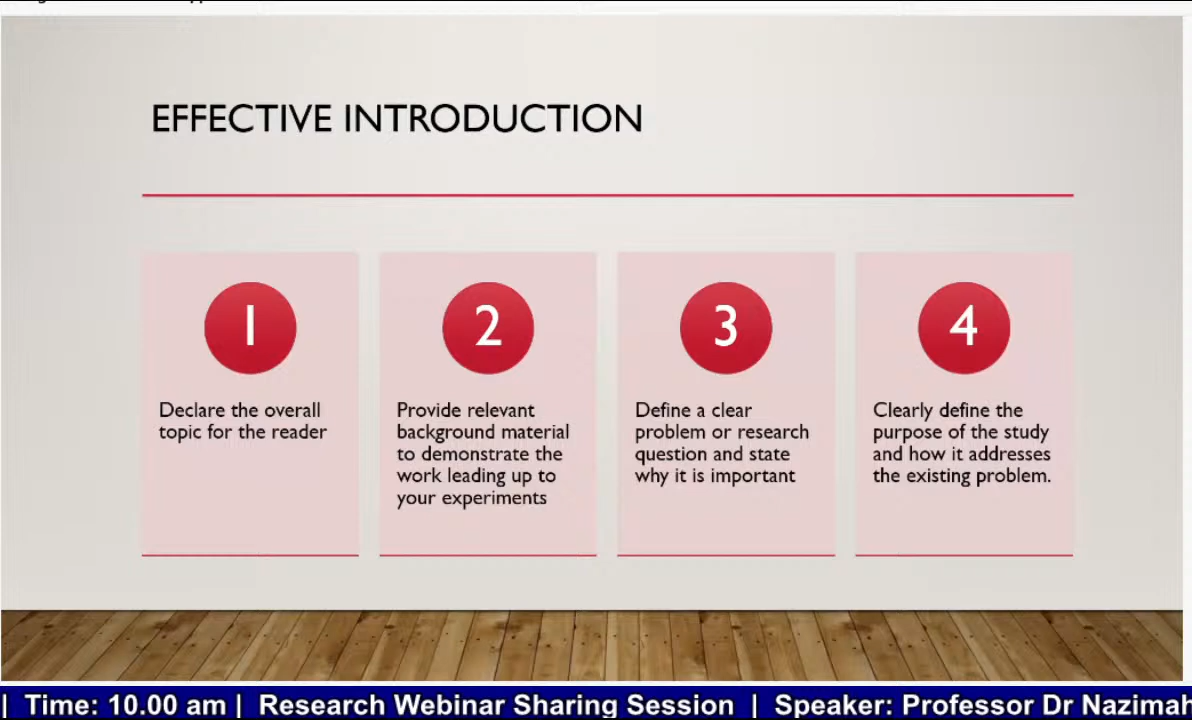 EFFECTIVE INTRODUCTION
1
Declare the overall
topic for the reader
2
Provide relevant
background material
to demonstrate the
work leading up to
your experiments
3
Define a clear
problem or research
question and state
why it is important
4
Clearly define the
purpose of the study
and how it addresses
the existing problem.
| Time: 10.00 am | Research Webinar Sharing Session | Speaker: Professor Dr Nazimah